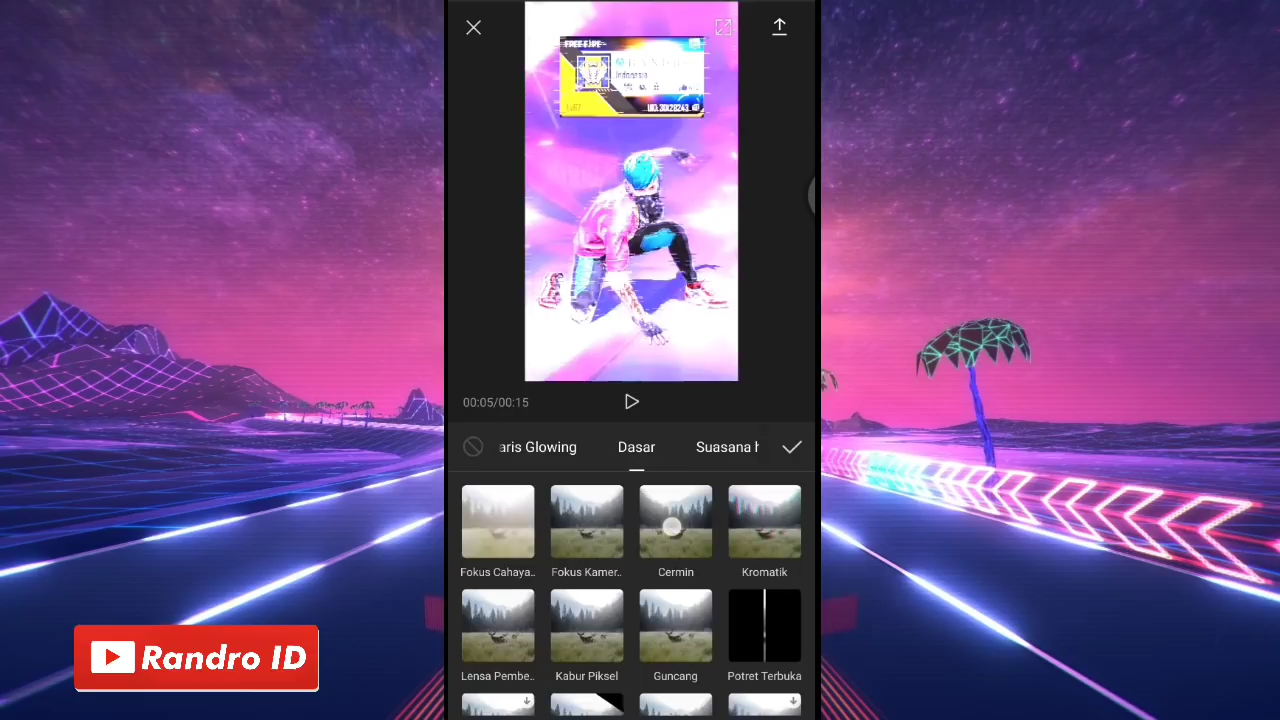 FREE FIRE
Indonesia
00:05/00:15
aris Glowing
Dasar
Suasana h
Fokus Cahaya..
Fokus Kamer..
Cermin
Kromatik
Lensa Pembe..
Kabur Piksel
Guncang
Potret Terbuka
Randro ID